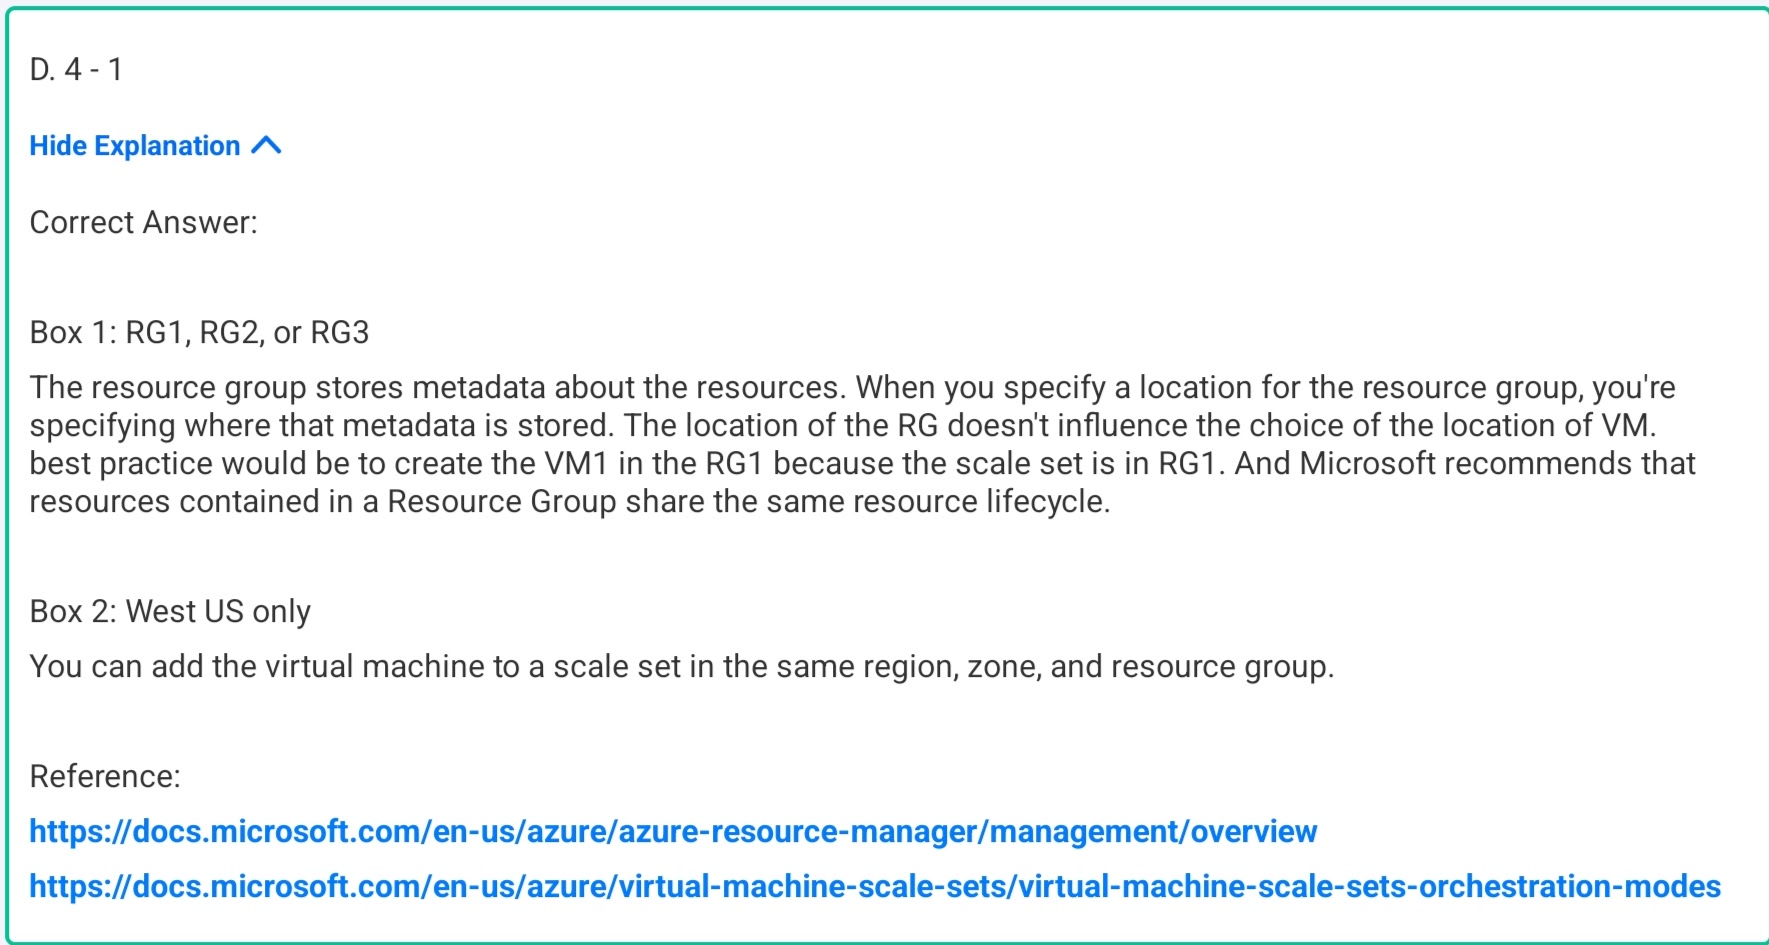 D. 4 - 1
Hide Explanation
Correct Answer:
Box 1: RG1, RG2, or RG3
The resource group stores metadata about the resources. When you specify a location for the resource group, you're
specifying where that metadata is stored. The location of the RG doesn't influence the choice of the location of VM.
best practice would be to create the VM1 in the RG1 because the scale set is in RG1. And Microsoft recommends that
resources contained in a Resource Group share the same resource lifecycle.
Box 2: West US only
You can add the virtual machine to a scale set in the same region, zone, and resource group.
Reference:
https://docs.microsoft.com/en-us/azure/azure-resource-manager/management/overview
https://docs.microsoft.com/en-us/azure/virtual-machine-scale-sets/virtual-machine-scale-sets-orchestration-modes